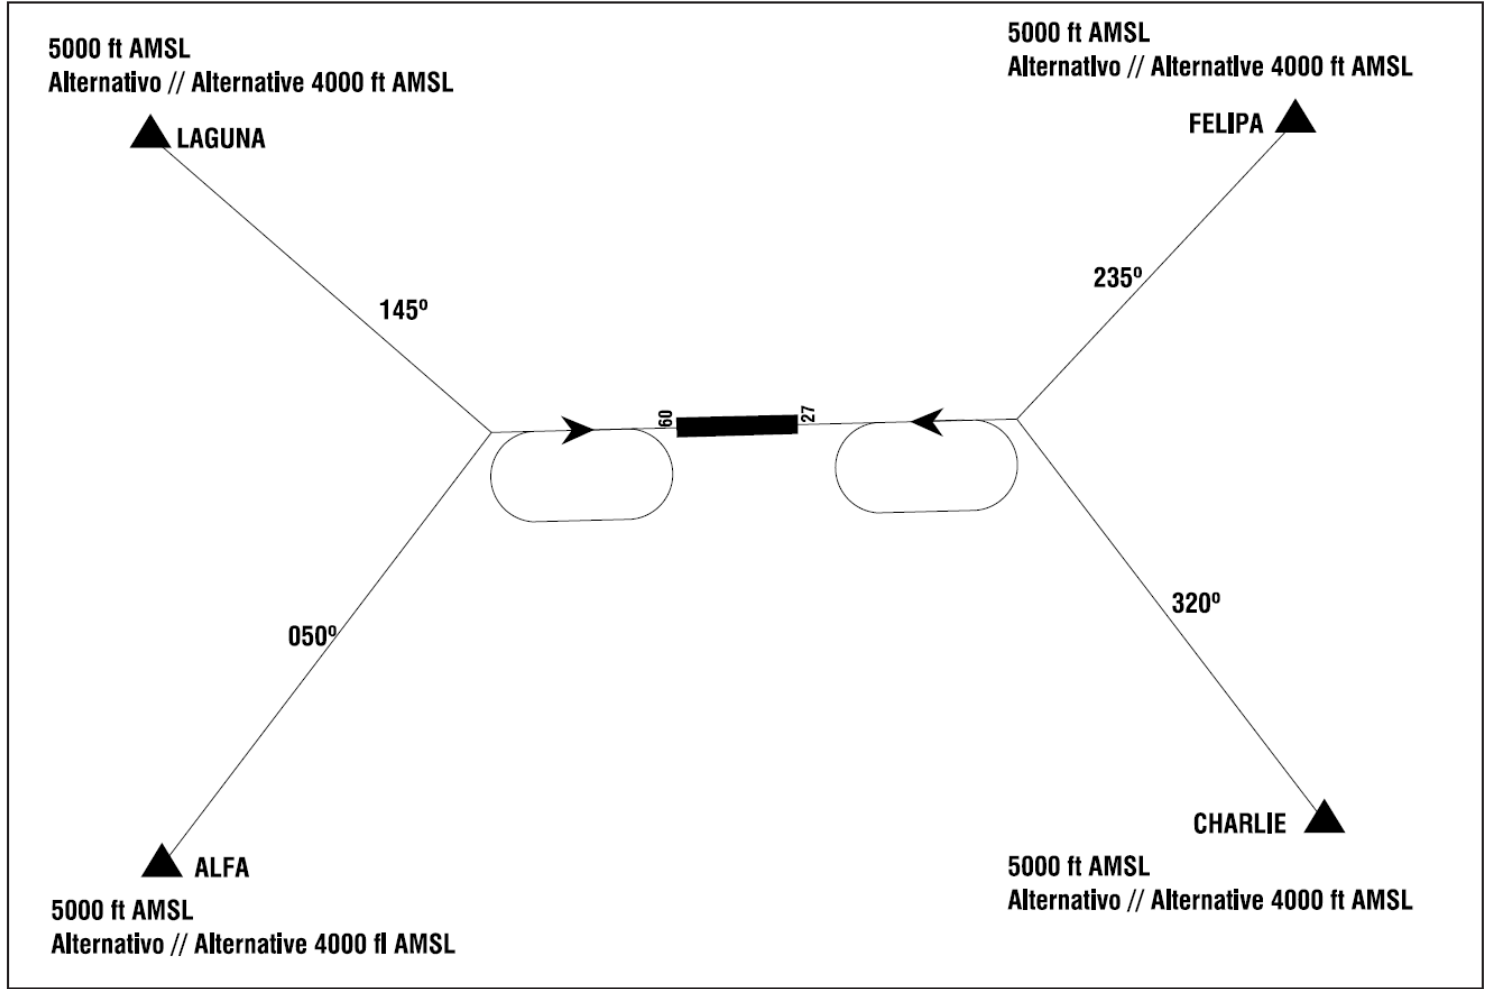 5000 ft AMSL
Alternativo // Alternative 4000 ft AMSL
LAGUNA
5000 ft AMSL
Alternativo // Alternative 4000 ft AMSL
FELIPA
145º
235º
09
27
050º
320º
ALFA
5000 ft AMSL
Alternativo // Alternative 4000 fl AMSL
CHARLIE
5000 ft AMSL
Alternativo // Alternative 4000 ft AMSL